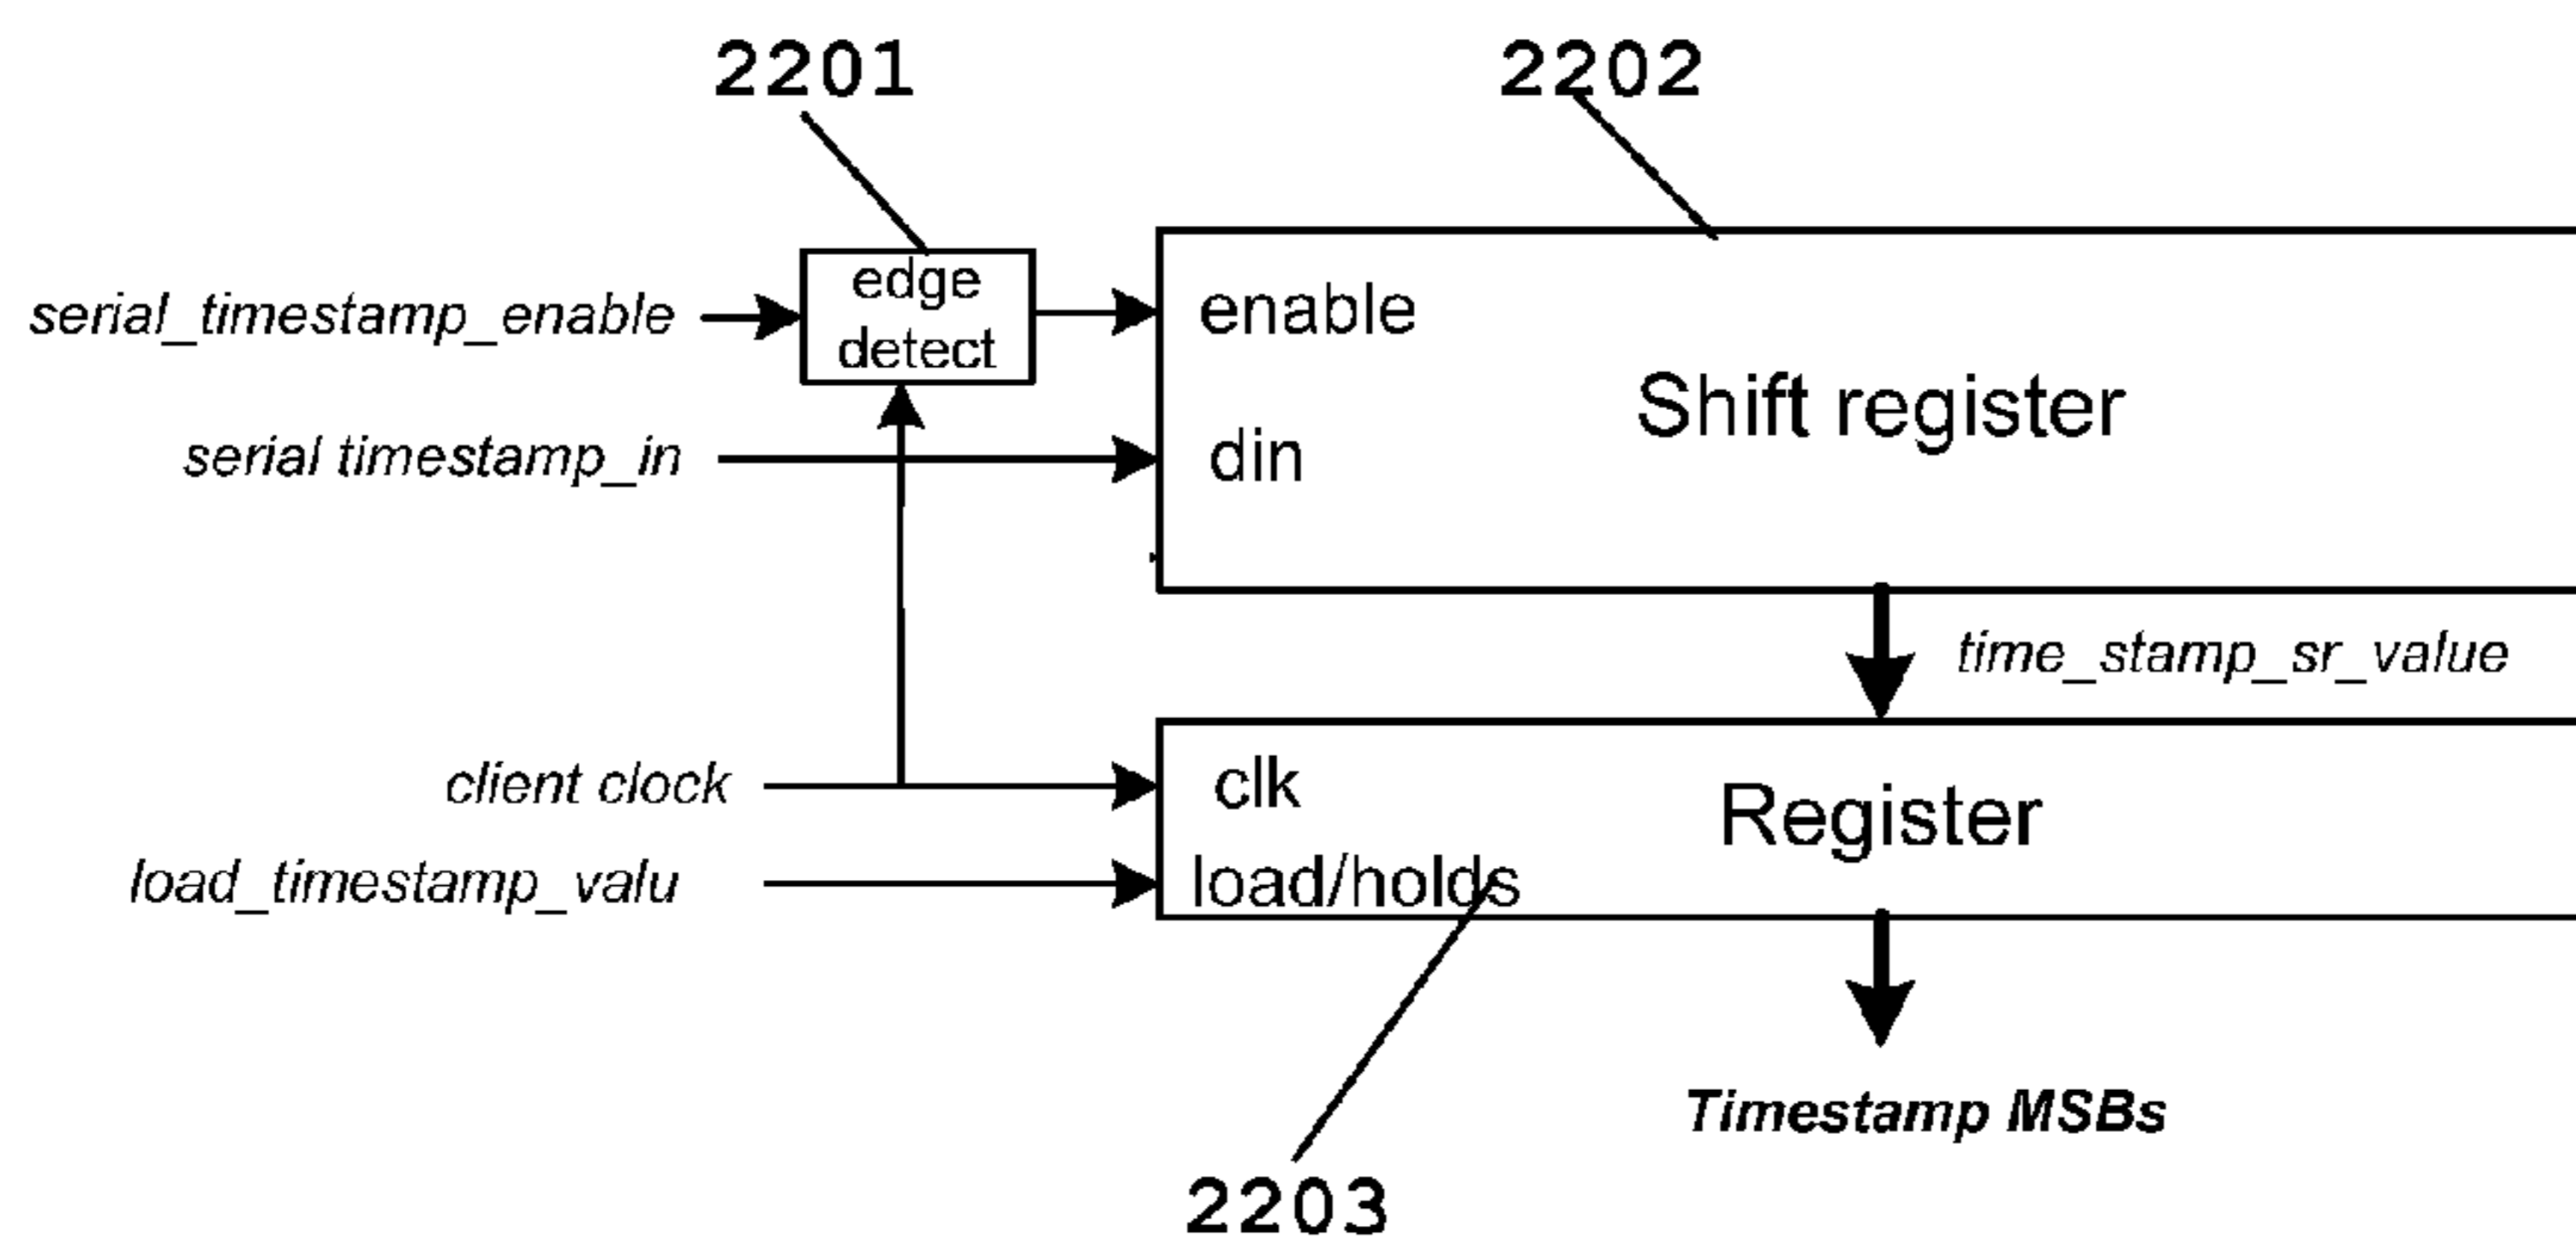 2201
2202
edge
detect
serial_timestamp_enable
enable
Shift register
serial timestamp_in
din
time_stamp_sr_value
client clock
clk
Register
load_timestamp_valu
load/holds
Timestamp MSBs
2203